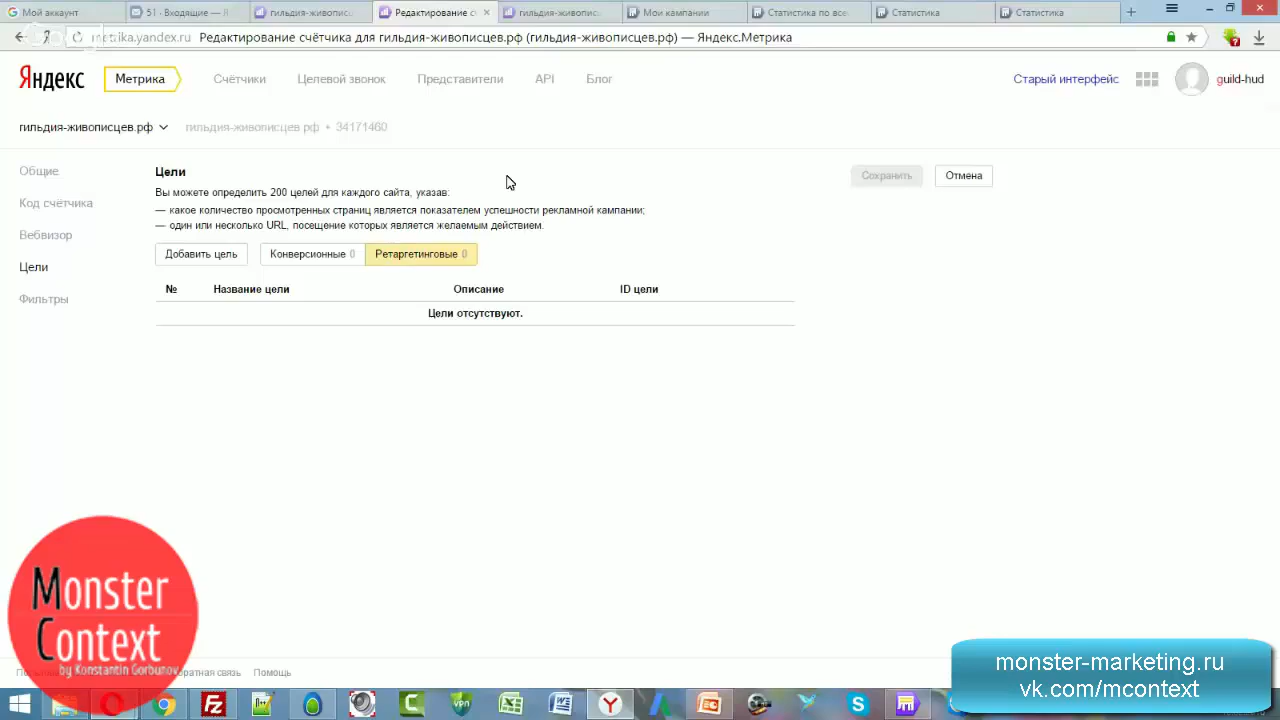 Мой аккаунт
51 - Входящие — Я
гильдия-живопись
Редактирование с
гильдия-живопись
Мои кампании
Статистика по все
Статистика
Статистика
metrika.yandex.ru Редактирование счётчика для гильдия-живописцев.рф (гильдия-живописцев.рф) — Яндекс.Метрика
Яндекс Метрика Счётчики Целевой звонок Представители API Блог Старый интерфейс guild-hud
гильдия-живописцев.рф гильдия-живописцев.рф • 34171460
Общие
Код счётчика
Вебвизор
Цели
Фильтры
Цели
Сохранить Отмена
Вы можете определить 200 целей для каждого сайта, указав:
— какое количество просмотренных страниц является показателем успешности рекламной кампании;
— один или несколько URL, посещение которых является желаемым действием.
Добавить цель Конверсионные 0 Ретаргетинговые 0
№ Название цели Описание ID цели
Цели отсутствуют.
Monster
Context
by Konstantin Gorbunov
братная связь Помощь
monster-marketing.ru
vk.com/mcontext